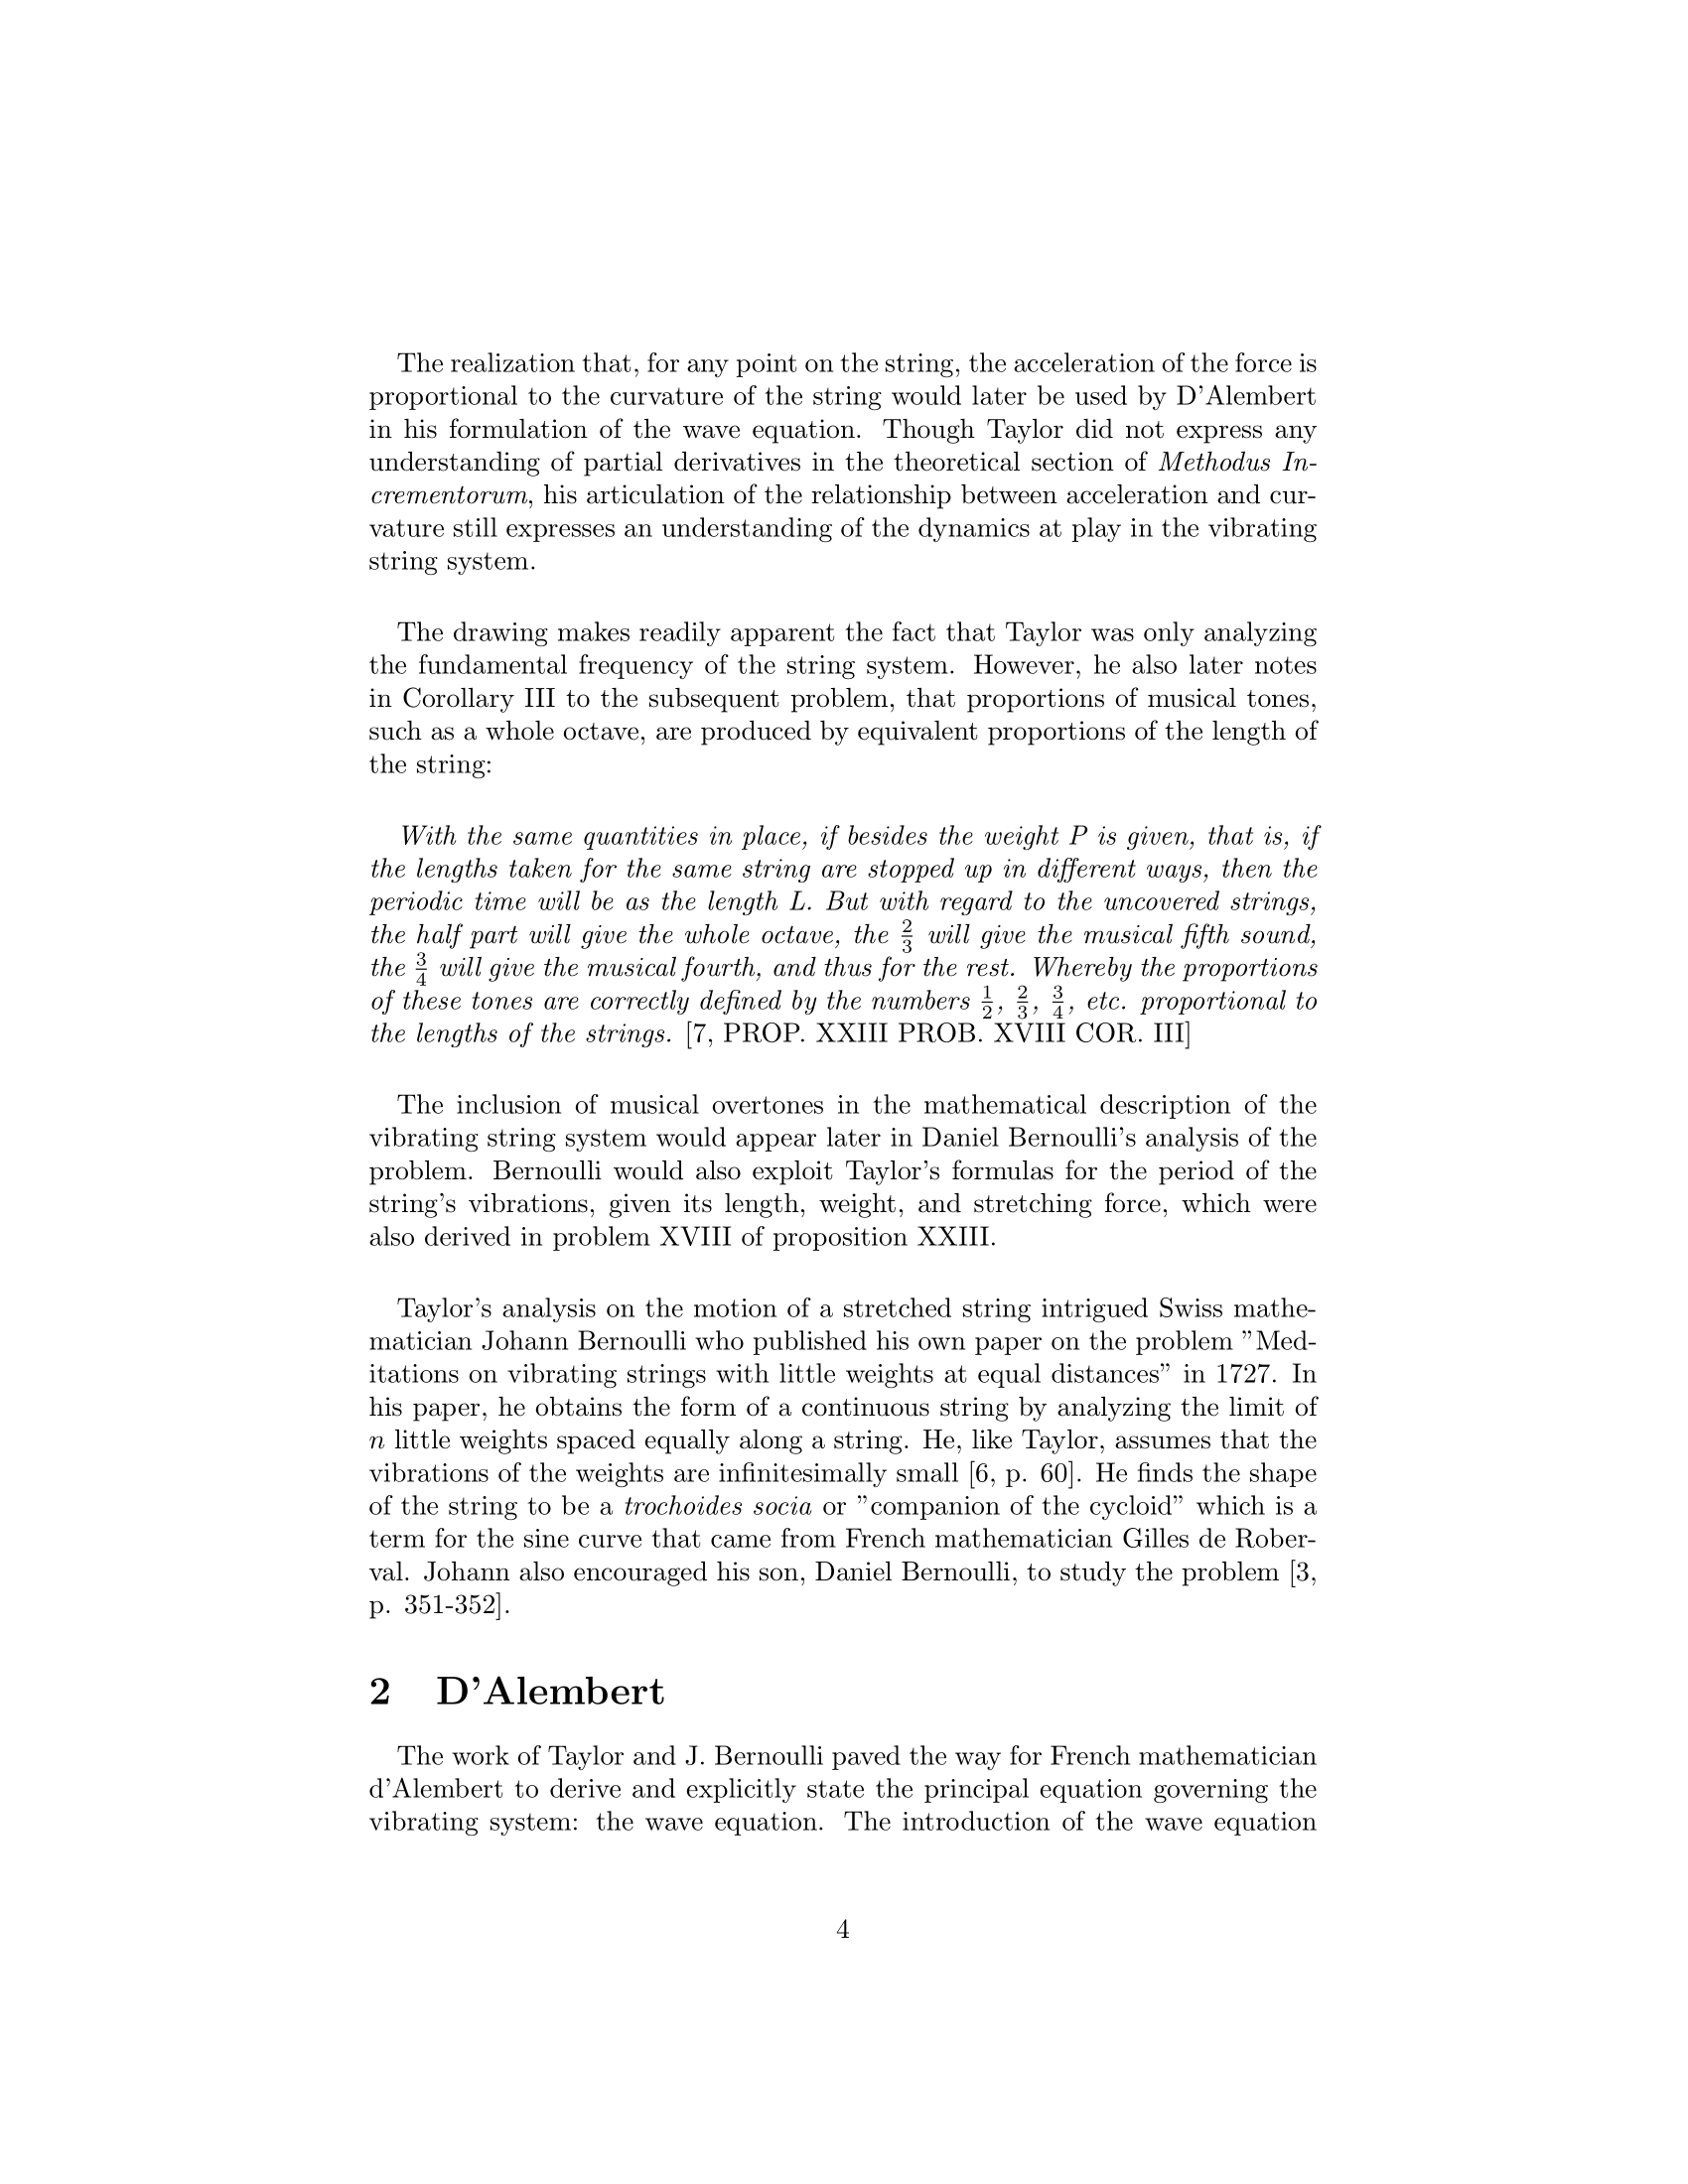 The realization that, for any point on the string, the acceleration of the force is
proportional to the curvature of the string would later be used by D'Alembert
in his formulation of the wave equation. Though Taylor did not express any
understanding of partial derivatives in the theoretical section of Methodus In-
crementorum, his articulation of the relationship between acceleration and cur-
vature still expresses an understanding of the dynamics at play in the vibrating
string system.
The drawing makes readily apparent the fact that Taylor was only analyzing
the fundamental frequency of the string system. However, he also later notes
in Corollary III to the subsequent problem, that proportions of musical tones,
such as a whole octave, are produced by equivalent proportions of the length of
the string:
With the same quantities in place, if besides the weight P is given, that is, if
the lengths taken for the same string are stopped up in different ways, then the
periodic time will be as the length L. But with regard to the uncovered strings,
the half part will give the whole octave, the 2/3 will give the musical fifth sound,
the 3/4 will give the musical fourth, and thus for the rest. Whereby the proportions
of these tones are correctly defined by the numbers 1/2, 2/3, 3/4, etc. proportional to
the lengths of the strings. [7, PROP. XXIII PROB. XVIII COR. III]
The inclusion of musical overtones in the mathematical description of the
vibrating string system would appear later in Daniel Bernoulli's analysis of the
problem. Bernoulli would also exploit Taylor's formulas for the period of the
string's vibrations, given its length, weight, and stretching force, which were
also derived in problem XVIII of proposition XXIII.
Taylor's analysis on the motion of a stretched string intrigued Swiss mathe-
matician Johann Bernoulli who published his own paper on the problem "Med-
itations on vibrating strings with little weights at equal distances" in 1727. In
his paper, he obtains the form of a continuous string by analyzing the limit of
n little weights spaced equally along a string. He, like Taylor, assumes that the
vibrations of the weights are infinitesimally small [6, p. 60]. He finds the shape
of the string to be a trochoides socia or "companion of the cycloid" which is a
term for the sine curve that came from French mathematician Gilles de Rober-
val. Johann also encouraged his son, Daniel Bernoulli, to study the problem [3,
p. 351-352].
2 D'Alembert
The work of Taylor and J. Bernoulli paved the way for French mathematician
d'Alembert to derive and explicitly state the principal equation governing the
vibrating system: the wave equation. The introduction of the wave equation
4